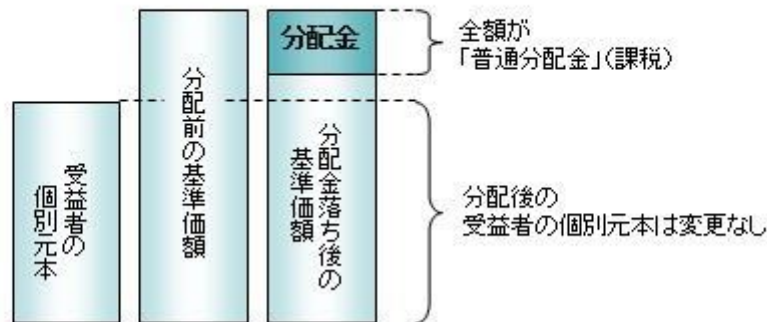 分配金
全額が
「普通分配金」(課税)
受益者の
個別元本
分配前の基準価額
分配金落ち後の
基準価額
分配後の
受益者の個別元本は変更なし